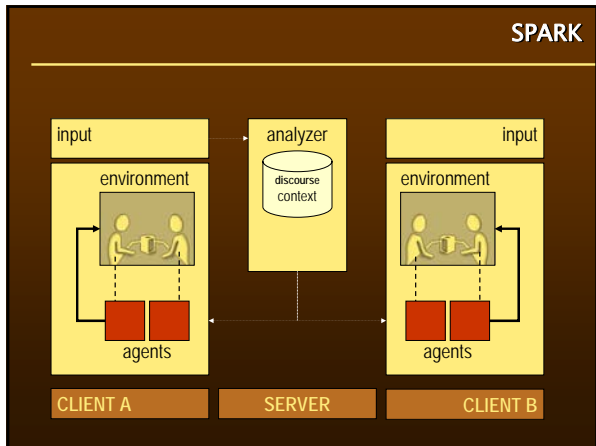 SPARK
input
analyzer
input
discourse
context
environment
environment
agents
agents
CLIENT A
SERVER
CLIENT B